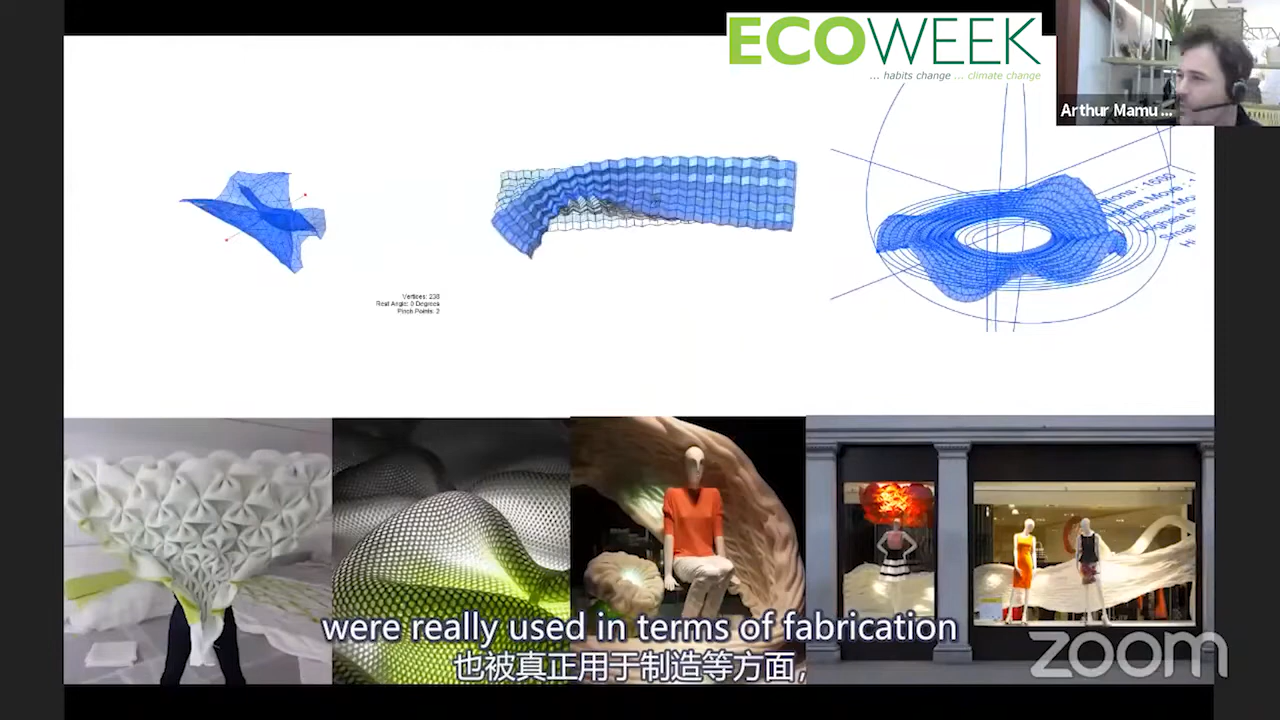 ECOWEEK
... habits change ... climate change
Arthur Mamu ...
Vertices: 238
Rest Angle: 0 Degrees
Pinch Points: 2
were really used in terms of fabrication
也被真正用于制造等方面,
zoom